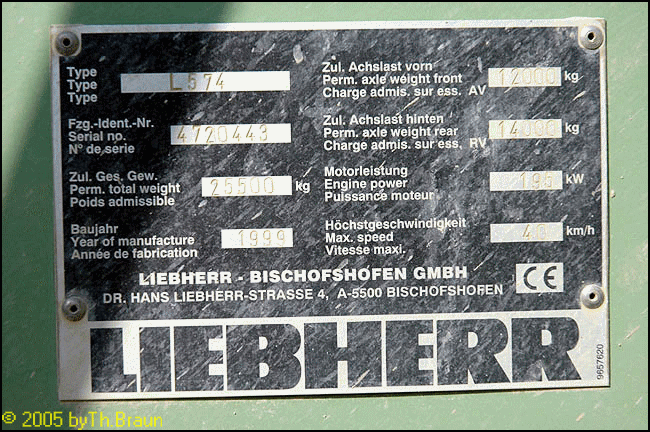 Type
Type L574
Type
Fzg.-Ident.-Nr.
Serial no. 4720443
N° de série
Zul. Ges. Gew.
Perm. total weight 25500 kg
Poids admissible
Baujahr
Year of manufacture 1999
Année de fabrication
Zul. Achslast vorn
Perm. axle weight front 12000 kg
Charge admis. sur ess. AV
Zul. Achslast hinten
Perm. axle weight rear 14000 kg
Charge admis. sur ess. RV
Motorleistung
Engine power 195 kW
Puissance moteur
Höchstgeschwindigkeit
Max. speed km/h
Vitesse maxi.
LIEBHERR - BISCHOFSHOFEN GMBH
DR. HANS LIEBHERR-STRASSE 4, A-5500 BISCHOFSHOFEN
CE
LIEBHERR
9657620
© 2005 byTh.Braun